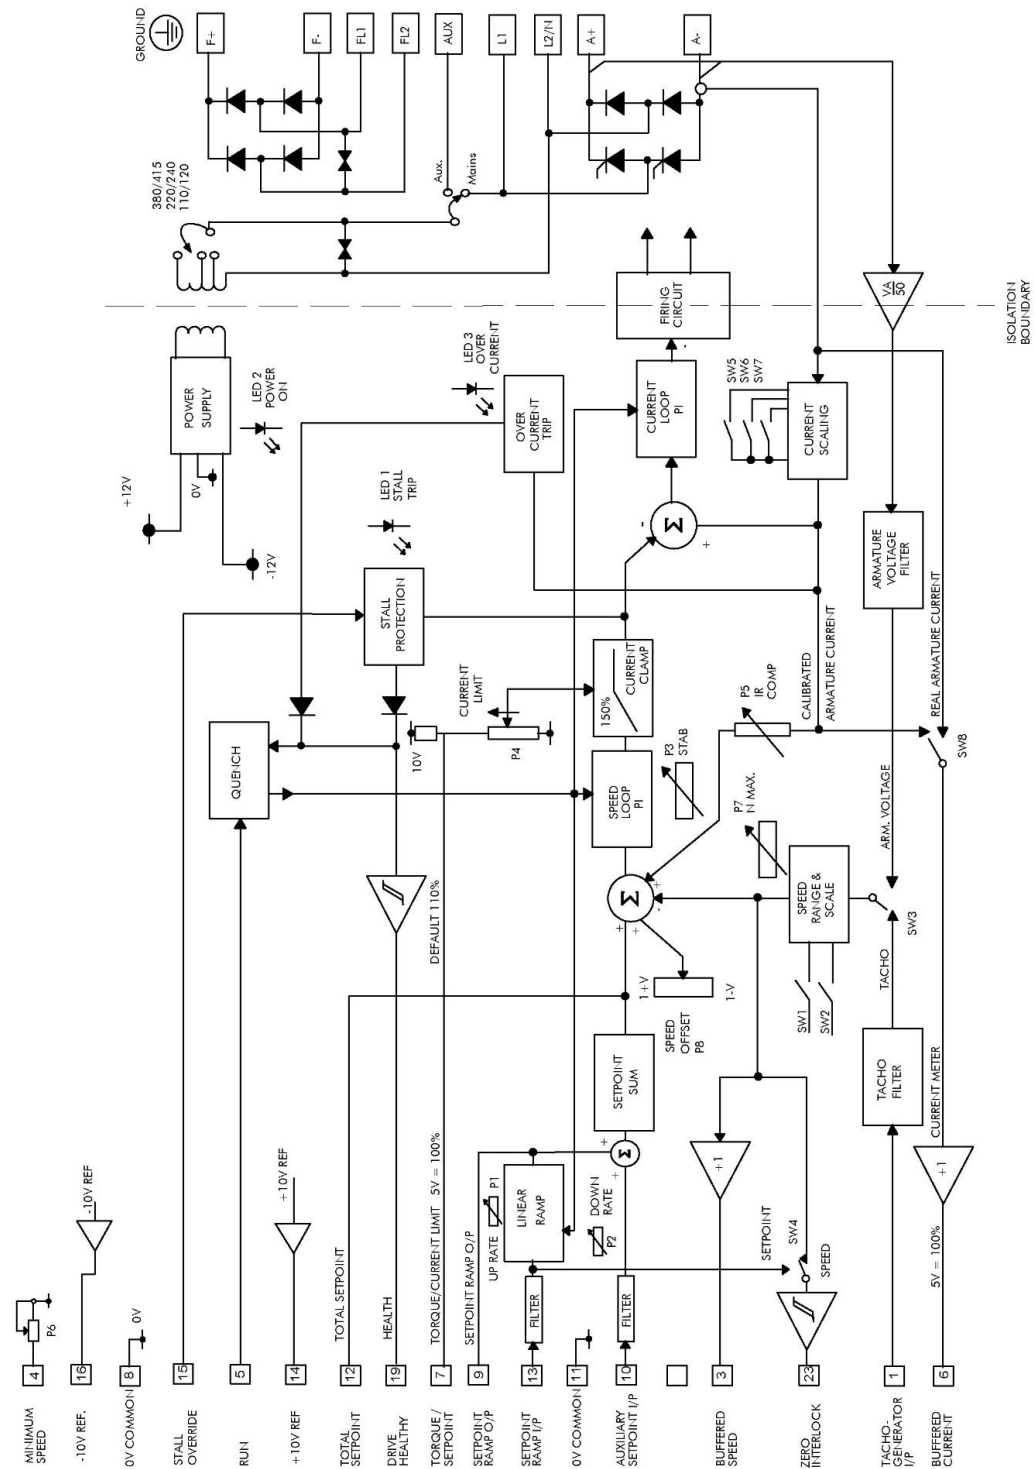 GROUND
F+
F-
FL1
FL2
AUX
L1
L2/N
A+
A-
380/415
220/240
110/120
Aux.
Mains
ISOLATION
BOUNDARY
+12V
0V
-12V
POWER
SUPPLY
LED 2
POWER
ON
LED 1
STALL
TRIP
LED 3
OVER
CURRENT
OVER
CURRENT
TRIP
FIRING
CIRCUIT
CURRENT
LOOP
PI
-
SW5
SW6
SW7
CURRENT
SCALING
VA
50
Σ
-
+
STALL
PROTECTION
QUENCH
CURRENT
LIMIT
10V
P4
150%
CURRENT
CLAMP
SPEED
LOOP
PI
P3
STAB
P5
IR
COMP
CALIBRATED
ARMATURE CURRENT
ARMATURE
VOLTAGE
FILTER
REAL ARMATURE CURRENT
SW8
P7
N MAX.
ARM. VOLTAGE
SPEED
RANGE &
SCALE
SW3
TACHO
SW1
SW2
Σ
+
+
+
-
1+V
1-V
SPEED
OFFSET
P8
DEFAULT 110%
SETPOINT
SUM
TACHO
FILTER
CURRENT METER
+1
+1
Σ
+
+
LINEAR
RAMP
UP RATE
P1
DOWN
RATE
P2
FILTER
FILTER
SETPOINT
SW4
SPEED
5V = 100%
-10V REF
+10V REF
P6
0V
TOTAL SETPOINT
HEALTH
TORQUE/CURRENT LIMIT 5V = 100%
SETPOINT RAMP O/P
MINIMUM
SPEED
4
-10V REF.
16
0V COMMON
8
STALL
OVERRIDE
15
RUN
5
+10V REF
14
TOTAL
SETPOINT
12
DRIVE
HEALTHY
19
TORQUE /
SETPOINT
7
SETPOINT
RAMP O/P
9
SETPOINT
RAMP I/P
13
0V COMMON
11
AUXILIARY
SETPOINT I/P
10
BUFFERED
SPEED
3
ZERO
INTERLOCK
23
TACHO-
GENERATOR
I/P
1
BUFFERED
CURRENT
6